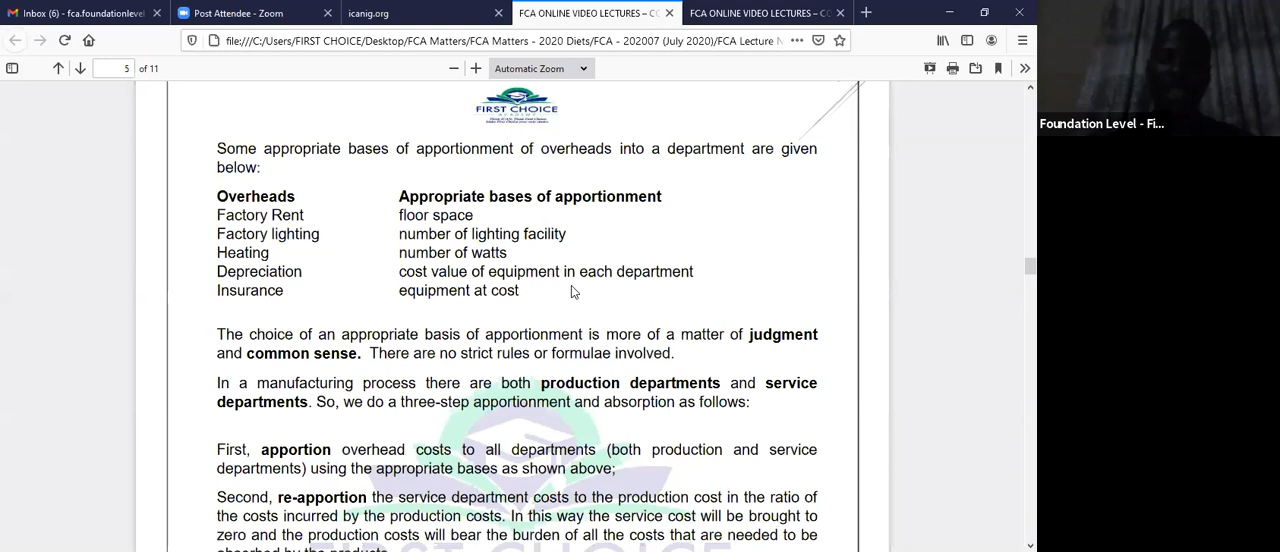 Inbox (6) - fca.foundationlevel
Post Attendee - Zoom
icanig.org
FCA ONLINE VIDEO LECTURES – CO
FCA ONLINE VIDEO LECTURES – CO
file:///C:/Users/FIRST CHOICE/Desktop/FCA Matters/FCA Matters - 2020 Diets/FCA - 202007 (July 2020)/FCA Lecture N
5 of 11
Automatic Zoom
Foundation Level - Fi...
FIRST CHOICE
ACADEMY
Some appropriate bases of apportionment of overheads into a department are given
below:
Overheads Appropriate bases of apportionment
Factory Rent floor space
Factory lighting number of lighting facility
Heating number of watts
Depreciation cost value of equipment in each department
Insurance equipment at cost
The choice of an appropriate basis of apportionment is more of a matter of judgment
and common sense. There are no strict rules or formulae involved.
In a manufacturing process there are both production departments and service
departments. So, we do a three-step apportionment and absorption as follows:
First, apportion overhead costs to all departments (both production and service
departments) using the appropriate bases as shown above;
Second, re-apportion the service department costs to the production cost in the ratio of
the costs incurred by the production costs. In this way the service cost will be brought to
zero and the production costs will bear the burden of all the costs that are needed to be
absorbed by the products.
FIRST CHOICE